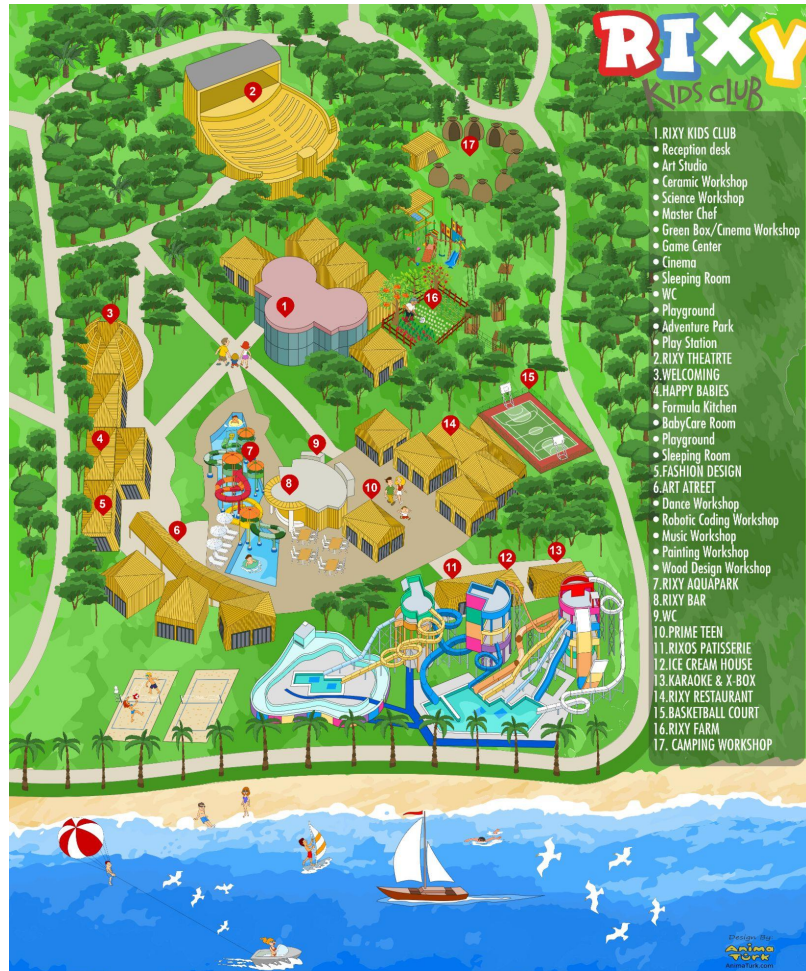 RIXY
KIDS CLUB
1.RIXY KIDS CLUB
• Reception desk
• Art Studio
• Ceramic Workshop
• Science Workshop
• Master Chef
• Green Box/Cinema Workshop
• Game Center
• Cinema
• Sleeping Room
• WC
• Playground
• Adventure Park
• Play Station
2.RIXY THEATRTE
3.WELCOMING
4.HAPPY BABIES
• Formula Kitchen
• BabyCare Room
• Playground
• Sleeping Room
5.FASHION DESIGN
6.ART ATREET
• Dance Workshop
• Robotic Coding Workshop
• Music Workshop
• Painting Workshop
• Wood Design Workshop
7.RIXY AQUAPARK
8.RIXY BAR
9.WC
10.PRIME TEEN
11.RIXOS PATISSERIE
12.ICE CREAM HOUSE
13.KARAOKE & X-BOX
14.RIXY RESTAURANT
15.BASKETBALL COURT
16.RIXY FARM
17. CAMPING WORKSHOP
2
17
1
16
3
15
14
4
9
7
8
10
5
6
11
12
13
Design By:
Anima
Türk
AnimaTurk.com